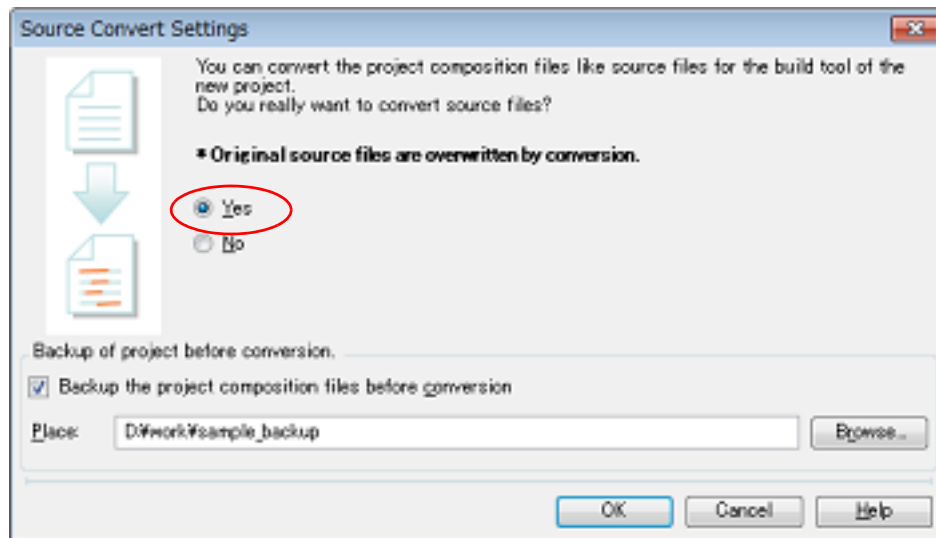 Source Convert Settings
You can convert the project composition files like source files for the build tool of the
new project.
Do you really want to convert source files?
* Original source files are overwritten by conversion.
Yes
No
Backup of project before conversion.
Backup the project composition files before conversion
Place: D:¥work¥sample_backup Browse...
OK Cancel Help